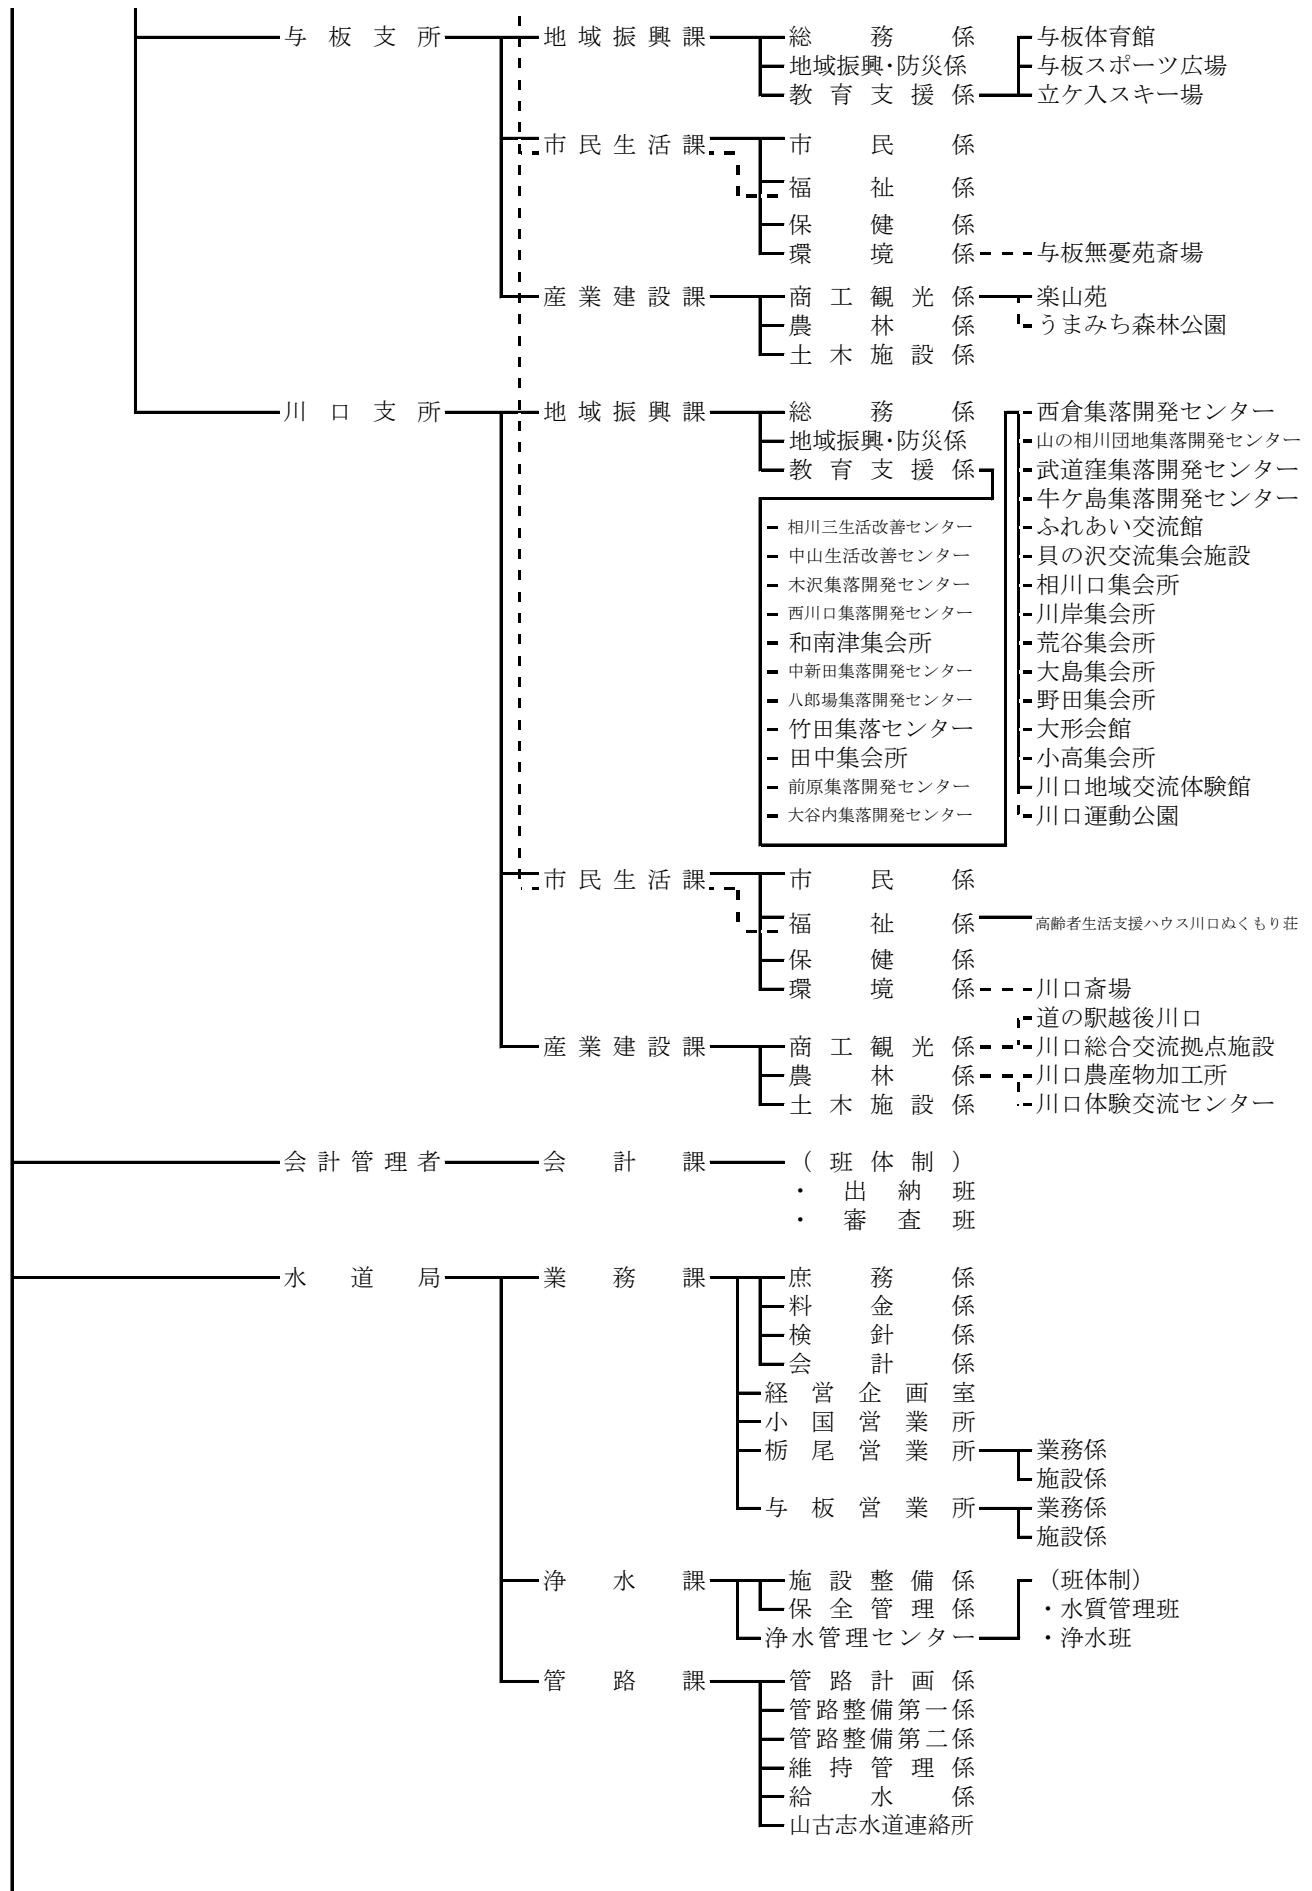 与板支所 地域振興課 総務係 与板体育館
地域振興・防災係 与板スポーツ広場
教育支援係 立ケ入スキー場
市民生活課 市民係
福祉係
保健係
環境係 与板無憂苑斎場
産業建設課 商工観光係 楽山苑
農林係 うまみち森林公園
土木施設係
川口支所 地域振興課 総務係 西倉集落開発センター
地域振興・防災係 山の相川団地集落開発センター
教育支援係 武道窪集落開発センター
牛ケ島集落開発センター
相川三生活改善センター ふれあい交流館
中山生活改善センター 貝の沢交流集会施設
木沢集落開発センター 相川口集会所
西川口集落開発センター 川岸集会所
和南津集会所 荒谷集会所
中新田集落開発センター 大島集会所
八郎場集落開発センター 野田集会所
竹田集落センター 大形会館
田中集会所 小高集会所
前原集落開発センター 川口地域交流体験館
大谷内集落開発センター 川口運動公園
市民生活課 市民係
福祉係 高齢者生活支援ハウス川口ぬくもり荘
保健係
環境係 川口斎場
道の駅越後川口
産業建設課 商工観光係 川口総合交流拠点施設
農林係 川口農産物加工所
土木施設係 川口体験交流センター
会計管理者 会計課 (班体制)
・出納班
・審査班
水道局 業務課 庶務係
料金係
検針係
会計係
経営企画室
小国営業所
栃尾営業所 業務係
施設係
与板営業所 業務係
施設係
浄水課 施設整備係 (班体制)
保全管理係 ・水質管理班
浄水管理センター ・浄水班
管路課 管路計画係
管路整備第一係
管路整備第二係
維持管理係
給水係
山古志水道連絡所